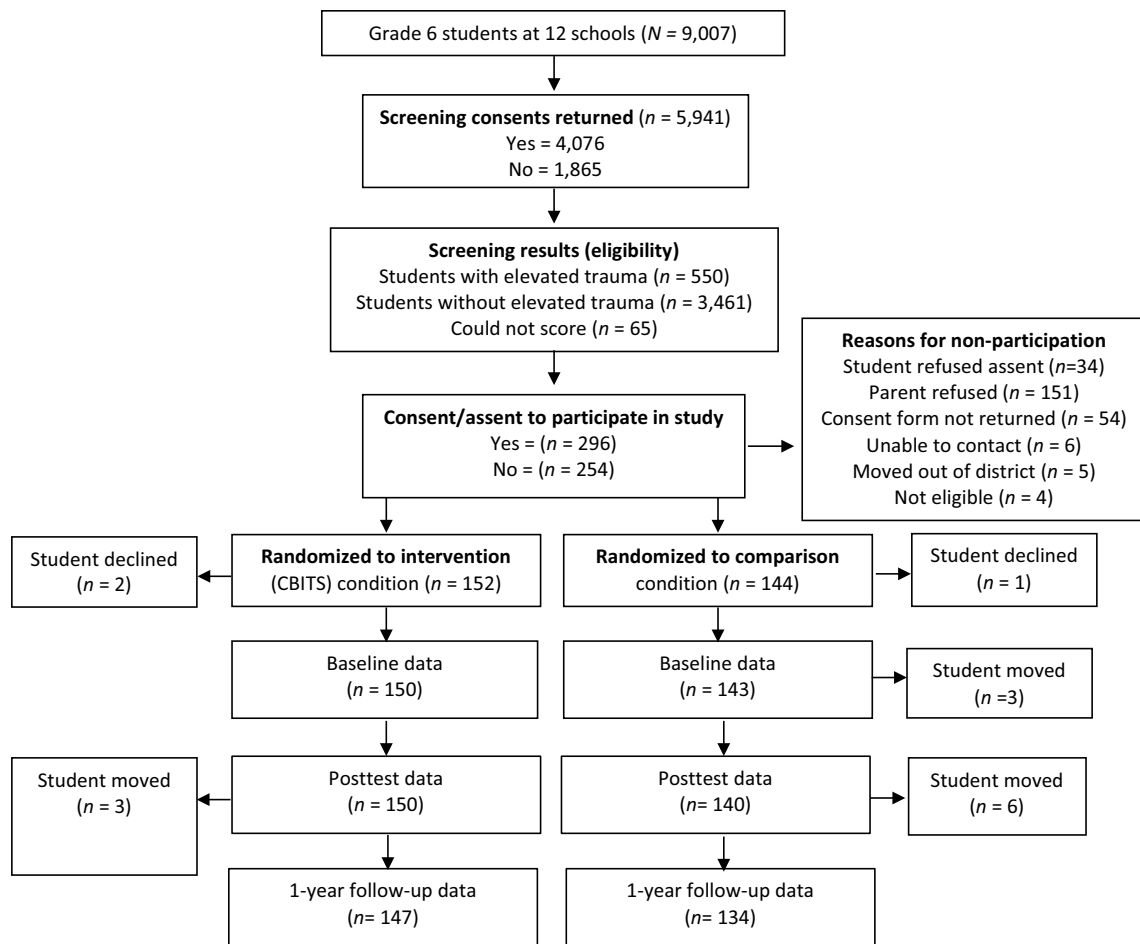 Grade 6 students at 12 schools (N = 9,007)
Screening consents returned (n = 5,941)
Yes = 4,076
No = 1,865
Screening results (eligibility)
Students with elevated trauma (n = 550)
Students without elevated trauma (n = 3,461)
Could not score (n = 65)
Reasons for non-participation
Student refused assent (n=34)
Parent refused (n = 151)
Consent form not returned (n = 54)
Unable to contact (n = 6)
Moved out of district (n = 5)
Not eligible (n = 4)
Consent/assent to participate in study
Yes = (n = 296)
No = (n = 254)
Student declined
(n = 2)
Randomized to intervention
(CBITS) condition (n = 152)
Randomized to comparison
condition (n = 144)
Student declined
(n = 1)
Baseline data
(n = 150)
Baseline data
(n = 143)
Student moved
(n =3)
Student moved
(n = 3)
Posttest data
(n = 150)
Posttest data
(n= 140)
Student moved
(n = 6)
1-year follow-up data
(n= 147)
1-year follow-up data
(n= 134)